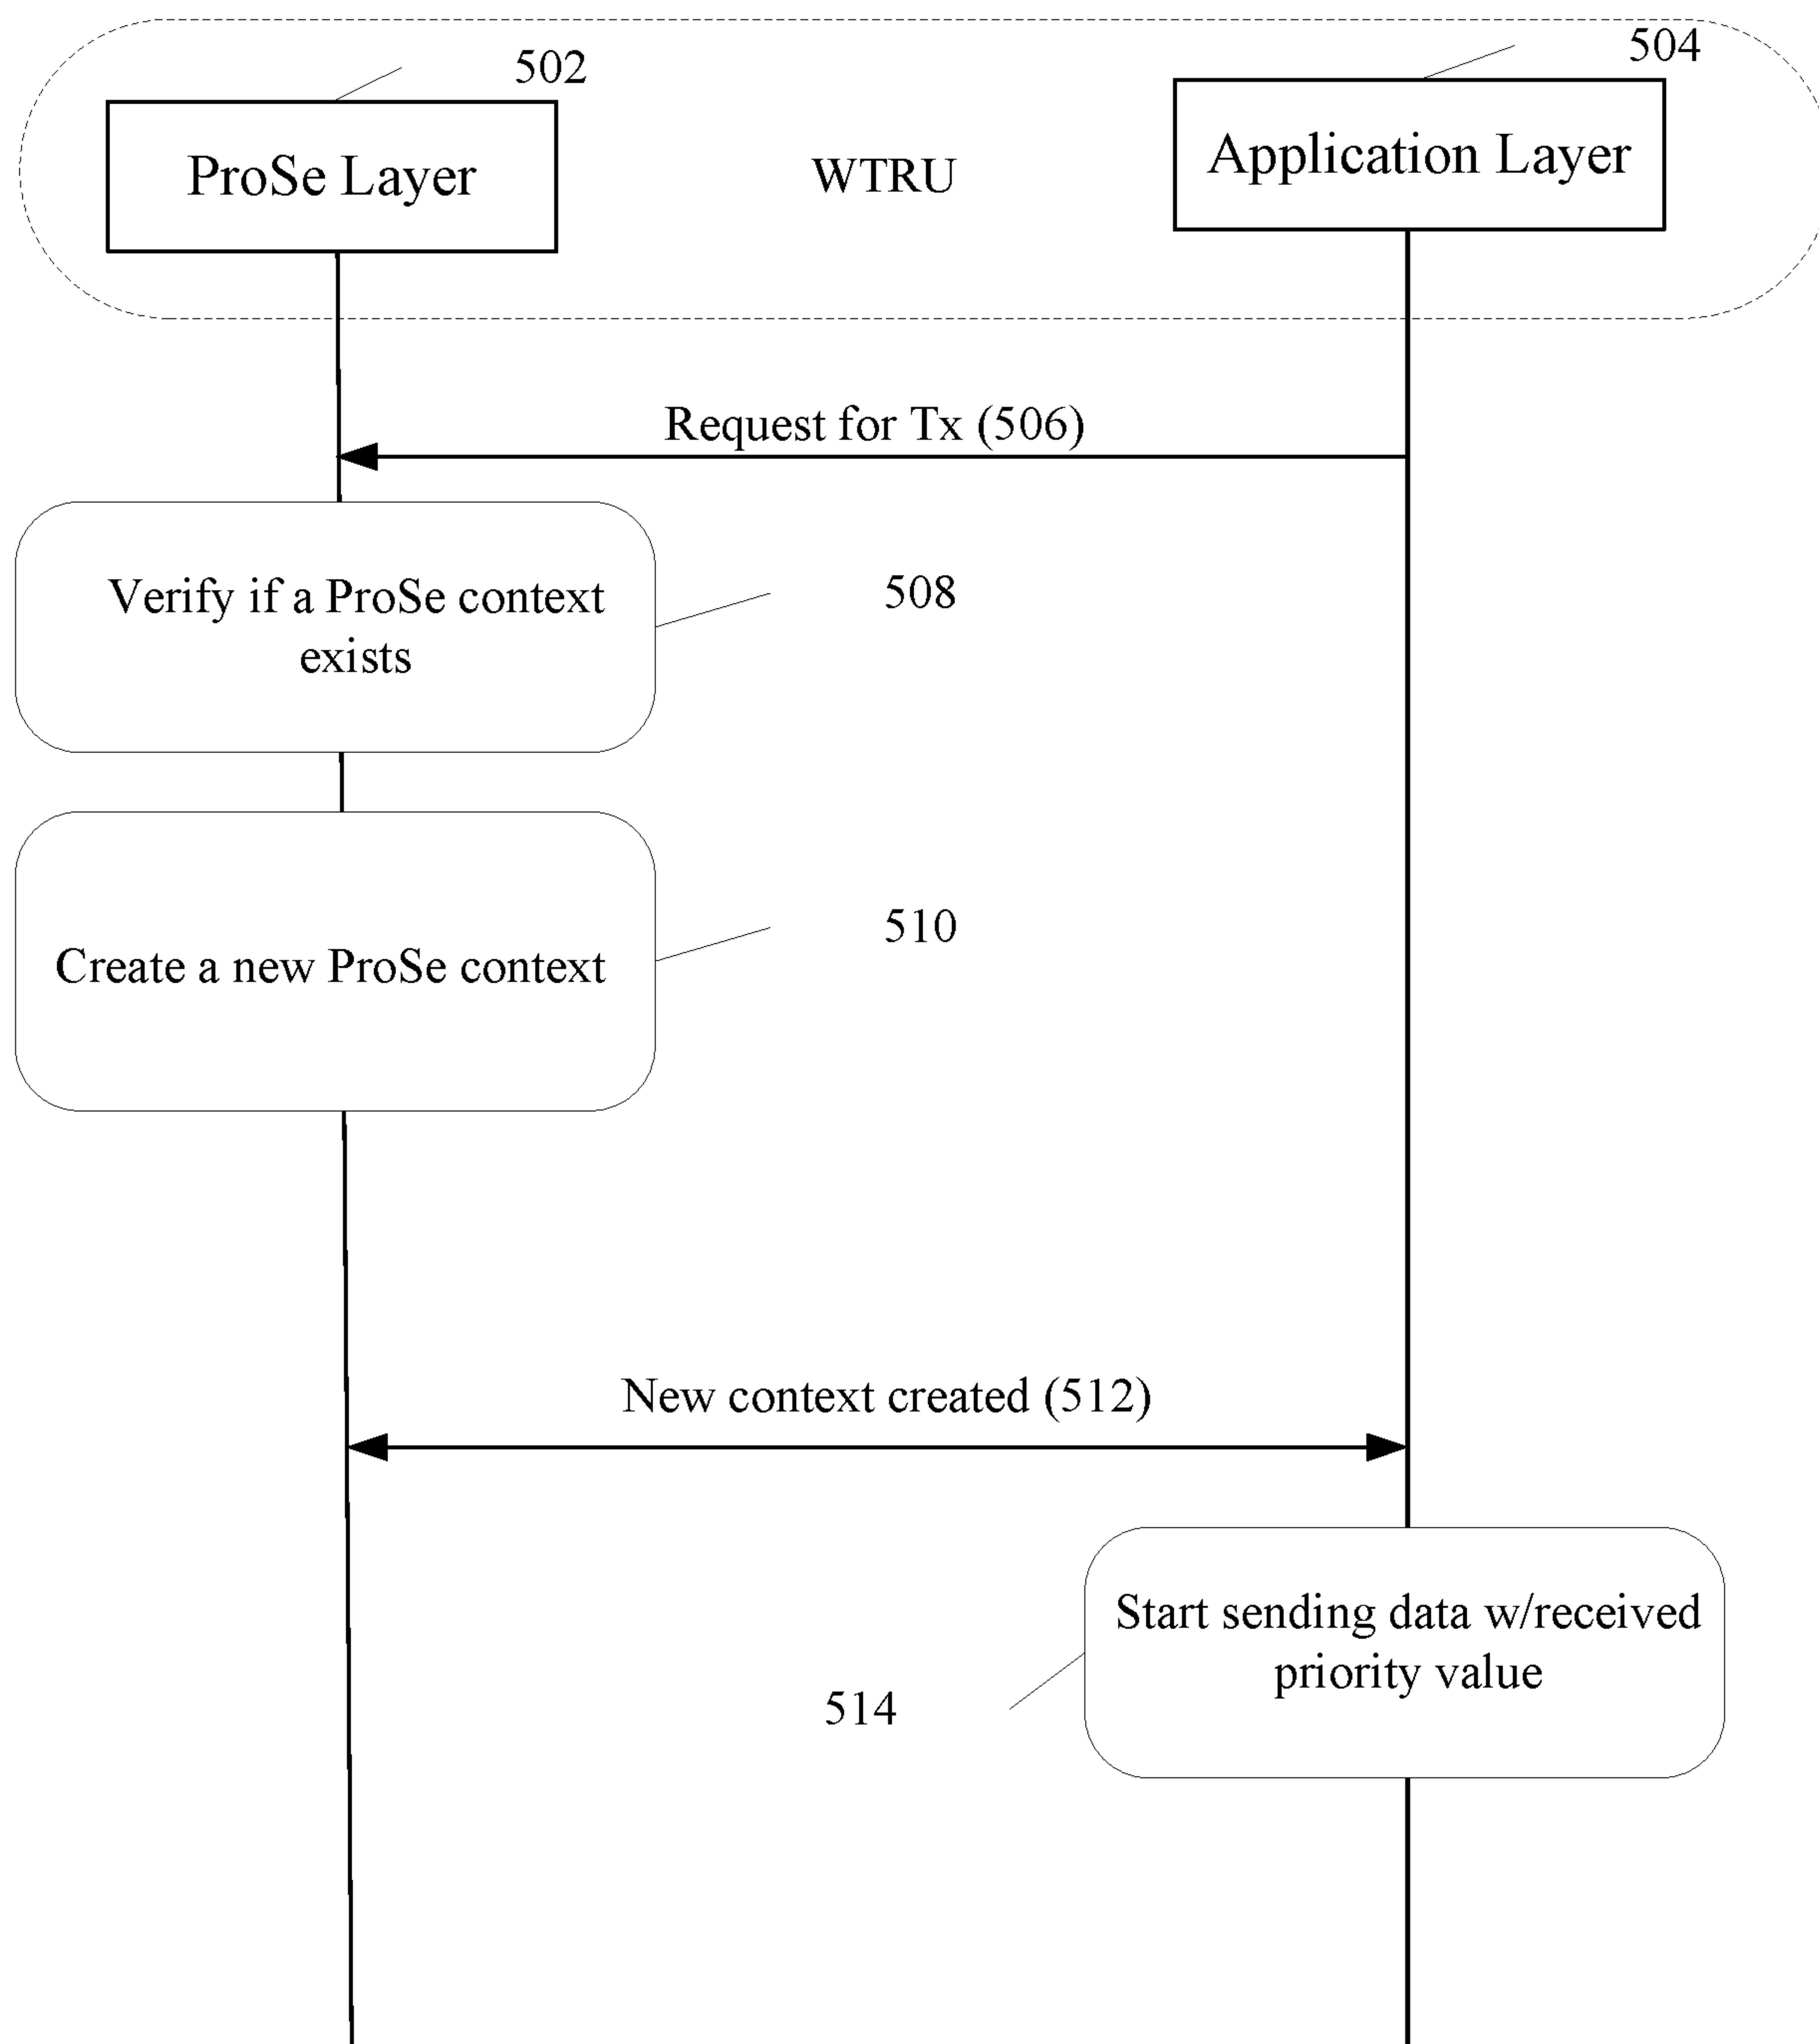 502
504
ProSe Layer
WTRU
Application Layer
Request for Tx (506)
Verify if a ProSe context
exists
508
Create a new ProSe context
510
New context created (512)
Start sending data w/received
priority value
514